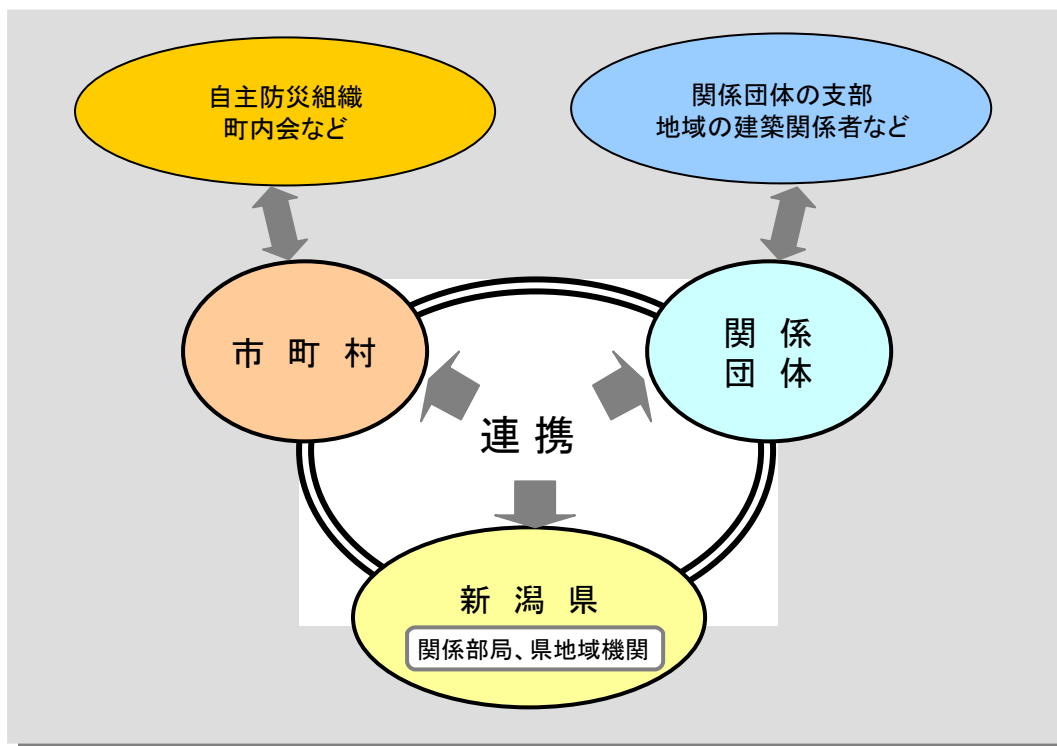 自主防災組織
町内会など
関係団体の支部
地域の建築関係者など
市 町 村
関 係
団 体
連 携
新 潟 県
関係部局、県地域機関